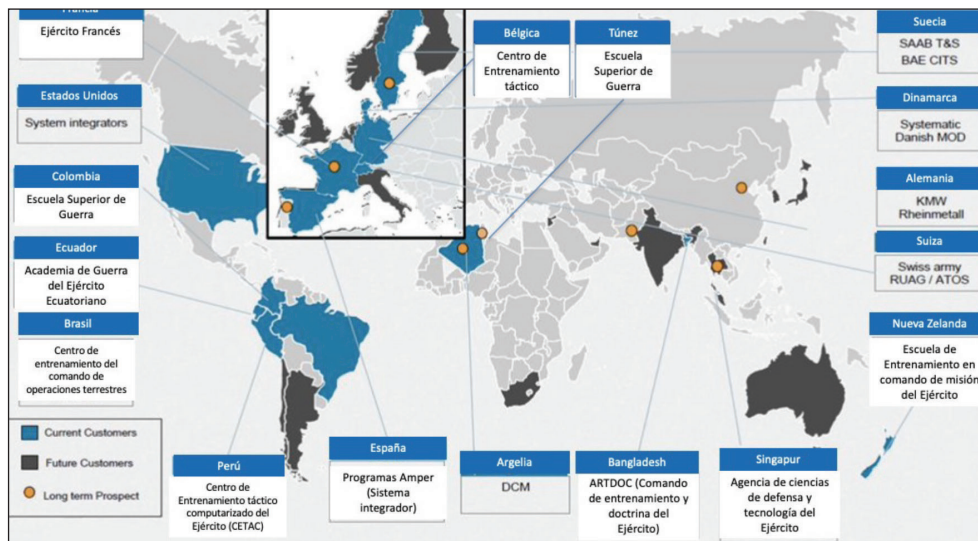 Francia
Ejército Francés
Estados Unidos
System integrators
Colombia
Escuela Superior de
Guerra
Ecuador
Academia de Guerra
del Ejército
Ecuatoriano
Brasil
Centro de
entrenamiento del
comando de
operaciones terrestres
Current Customers
Future Customers
Long term Prospect
Bélgica
Centro de
Entrenamiento
táctico
Túnez
Escuela
Superior de
Guerra
Suecia
SAAB T&S
BAE CITS
Dinamarca
Systematic
Danish MOD
Alemania
KMW
Rheinmetall
Suiza
Swiss army
RUAG / ATOS
Nueva Zelanda
Escuela de
Entrenamiento en
comando de misión
del Ejército
Perú
Centro de
Entrenamiento táctico
computarizado del
Ejército (CETAC)
España
Programas Amper
(Sistema
integrador)
Argelia
DCM
Bangladesh
ARTDOC (Comando
de entrenamiento y
doctrina del
Ejército)
Singapur
Agencia de ciencias
de defensa y
tecnología del
Ejército